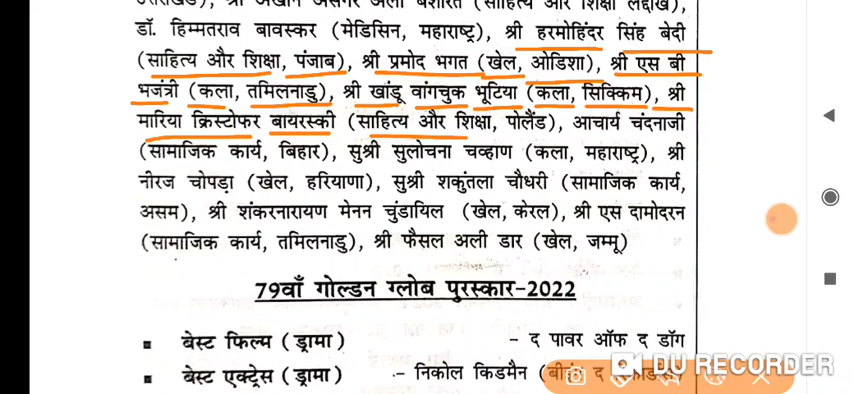 डॉ. हिम्मतराव बावस्कर (मेडिसिन, महाराष्ट्र), श्री हरमोहिंदर सिंह बेदी
(साहित्य और शिक्षा, पंजाब), श्री प्रमोद भगत (खेल, ओडिशा), श्री एस बी
भजंत्री (कला, तमिलनाडु), श्री खांडू वांगचुक भूटिया (कला, सिक्किम), श्री
मारिया क्रिस्टोफर बायरस्की (साहित्य और शिक्षा, पोलैंड), आचार्य चंदनाजी
(सामाजिक कार्य, बिहार), सुश्री सुलोचना चव्हाण (कला, महाराष्ट्र), श्री
नीरज चोपड़ा (खेल, हरियाणा), सुश्री शकुंतला चौधरी (सामाजिक कार्य,
असम), श्री शंकरनारायण मेनन चुंडायिल (खेल, केरल), श्री एस दामोदरन
(सामाजिक कार्य, तमिलनाडु), श्री फैसल अली डार (खेल, जम्मू)
79वाँ गोल्डन ग्लोब पुरस्कार-2022
▪ बेस्ट फिल्म (ड्रामा) - द पावर ऑफ द डॉग
▪ बेस्ट एक्ट्रेस (ड्रामा) - निकोल किडमैन
DU RECORDER